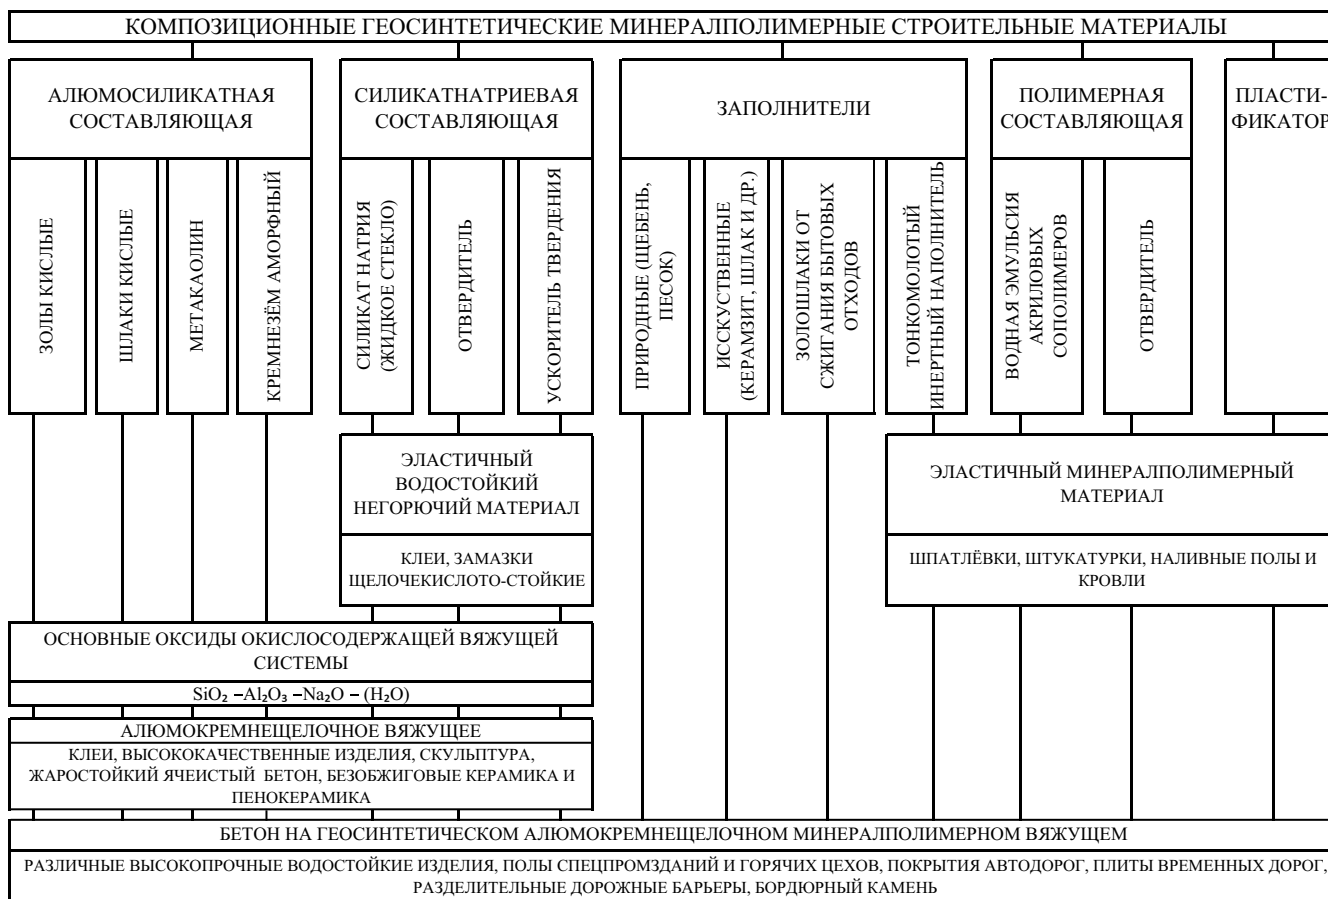 КОМПОЗИЦИОННЫЕ ГЕОСИНТЕТИЧЕСКИЕ МИНЕРАЛПОЛИМЕРНЫЕ СТРОИТЕЛЬНЫЕ МАТЕРИАЛЫ
АЛЮМОСИЛИКАТНАЯ
СОСТАВЛЯЮЩАЯ
СИЛИКАТНАТРИЕВАЯ
СОСТАВЛЯЮЩАЯ
ЗАПОЛНИТЕЛИ
ПОЛИМЕРНАЯ
СОСТАВЛЯЮЩАЯ
ПЛАСТИ-
ФИКАТОР
ЗОЛЫ КИСЛЫЕ
ШЛАКИ КИСЛЫЕ
МЕТАКАОЛИН
КРЕМНЕЗЁМ АМОРФНЫЙ
СИЛИКАТ НАТРИЯ
(ЖИДКОЕ СТЕКЛО)
ОТВЕРДИТЕЛЬ
УСКОРИТЕЛЬ ТВЕРДЕНИЯ
ПРИРОДНЫЕ (ЩЕБЕНЬ,
ПЕСОК)
ИССКУСТВЕННЫЕ
(КЕРАМЗИТ, ШЛАК И ДР.)
ЗОЛОШЛАКИ ОТ
СЖИГАНИЯ БЫТОВЫХ
ОТХОДОВ
ТОНКОМОЛОТЫЙ
ИНЕРТНЫЙ НАПОЛНИТЕЛЬ
ВОДНАЯ ЭМУЛЬСИЯ
АКРИЛОВЫХ
СОПОЛИМЕРОВ
ОТВЕРДИТЕЛЬ
ЭЛАСТИЧНЫЙ
ВОДОСТОЙКИЙ
НЕГОРЮЧИЙ МАТЕРИАЛ
КЛЕИ, ЗАМАЗКИ
ЩЕЛОЧЕКИСЛОТО-СТОЙКИЕ
ЭЛАСТИЧНЫЙ МИНЕРАЛПОЛИМЕРНЫЙ
МАТЕРИАЛ
ШПАТЛЁВКИ, ШТУКАТУРКИ, НАЛИВНЫЕ ПОЛЫ И
КРОВЛИ
ОСНОВНЫЕ ОКСИДЫ ОКИСЛОСОДЕРЖАЩЕЙ ВЯЖУЩЕЙ
СИСТЕМЫ
SiO₂ –Al₂O₃ –Na₂O – (H₂O)
АЛЮМОКРЕМНЕЩЕЛОЧНОЕ ВЯЖУЩЕЕ
КЛЕИ, ВЫСОКОКАЧЕСТВЕННЫЕ ИЗДЕЛИЯ, СКУЛЬПТУРА,
ЖАРОСТОЙКИЙ ЯЧЕИСТЫЙ БЕТОН, БЕЗОБЖИГОВЫЕ КЕРАМИКА И
ПЕНОКЕРАМИКА
БЕТОН НА ГЕОСИНТЕТИЧЕСКОМ АЛЮМОКРЕМНЕЩЕЛОЧНОМ МИНЕРАЛПОЛИМЕРНОМ ВЯЖУЩЕМ
РАЗЛИЧНЫЕ ВЫСОКОПРОЧНЫЕ ВОДОСТОЙКИЕ ИЗДЕЛИЯ, ПОЛЫ СПЕЦПРОМЗДАНИЙ И ГОРЯЧИХ ЦЕХОВ, ПОКРЫТИЯ АВТОДОРОГ, ПЛИТЫ ВРЕМЕННЫХ ДОРОГ,
РАЗДЕЛИТЕЛЬНЫЕ ДОРОЖНЫЕ БАРЬЕРЫ, БОРДЮРНЫЙ КАМЕНЬ